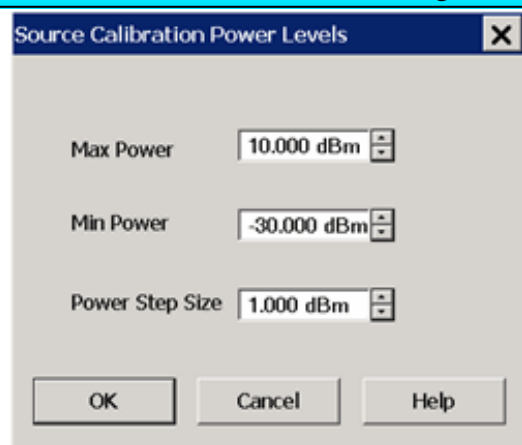 Source Calibration Power Levels
Max Power 10.000 dBm
Min Power -30.000 dBm
Power Step Size 1.000 dBm
OK Cancel Help